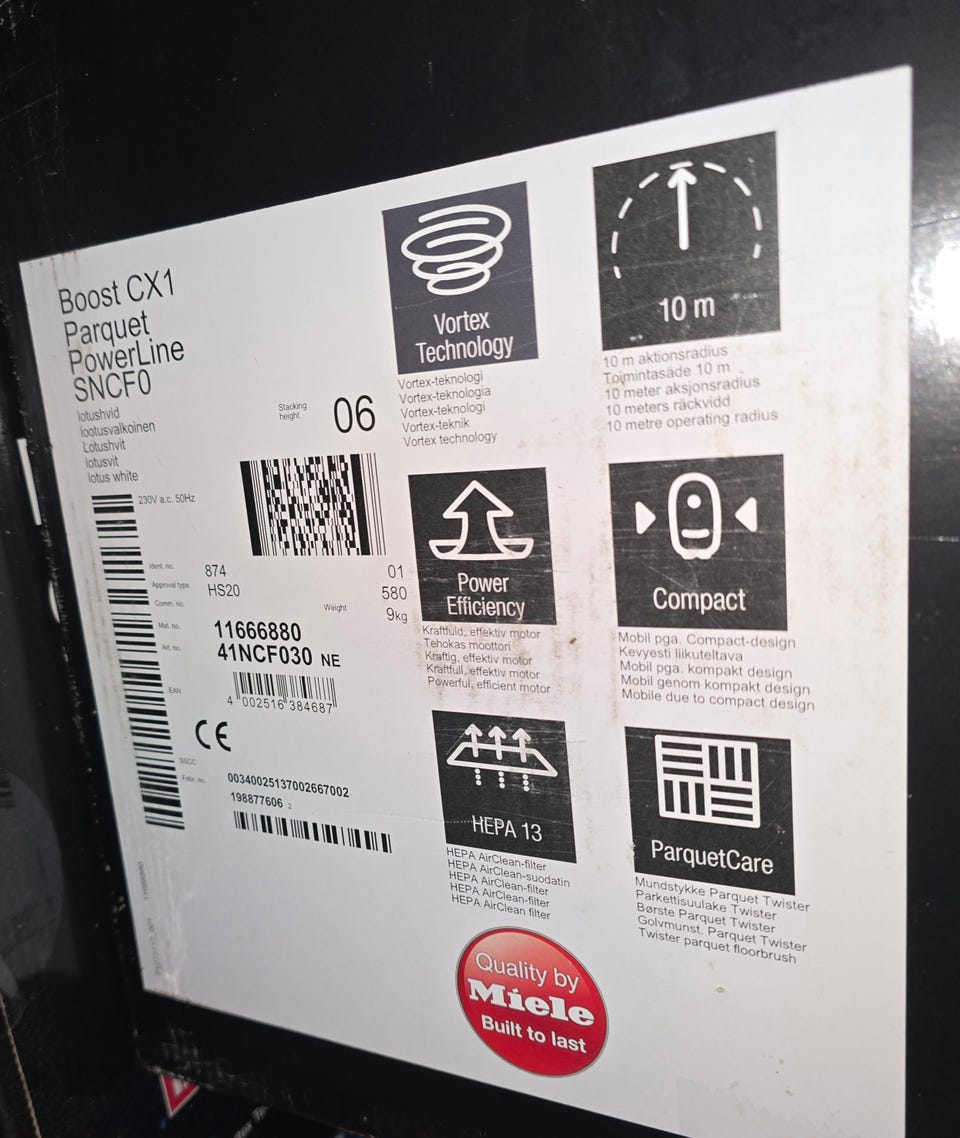 Boost CX1
Parquet
PowerLine
SNCF0
lotushvid
lootusvalkoinen
Lotushvit
lotusvit
lotus white
230V a.c. 50Hz
Stacking
height
06
Ident. no.
874
01
Approval type
HS20
580
Comm. no.
Weight
9kg
Mat. no.
11666880
Art. no.
41NCF030 NE
EAN
4 002516 384687
CE
SSCC
00340025137002667002
Fabr. no.
198877606 2
Vortex
Technology
Vortex-teknologi
Vortex-teknologia
Vortex-teknologi
Vortex-teknik
Vortex technology
10 m
10 m aktionsradius
Toimintasäde 10 m
10 meter aksjonsradius
10 meters räckvidd
10 metre operating radius
Power
Efficiency
Kraftfuld, effektiv motor
Tehokas moottori
Kraftig, effektiv motor
Kraftfull, effektiv motor
Powerful, efficient motor
Compact
Mobil pga. Compact-design
Kevyesti liikuteltava
Mobil pga. kompakt design
Mobil genom kompakt design
Mobile due to compact design
HEPA 13
HEPA AirClean-filter
HEPA AirClean-suodatin
HEPA AirClean-filter
HEPA AirClean-filter
HEPA AirClean filter
ParquetCare
Mundstykke Parquet Twister
Parkettisuulake Twister
Børste Parquet Twister
Golvmunst. Parquet Twister
Twister parquet floorbrush
Quality by
Miele
Built to last